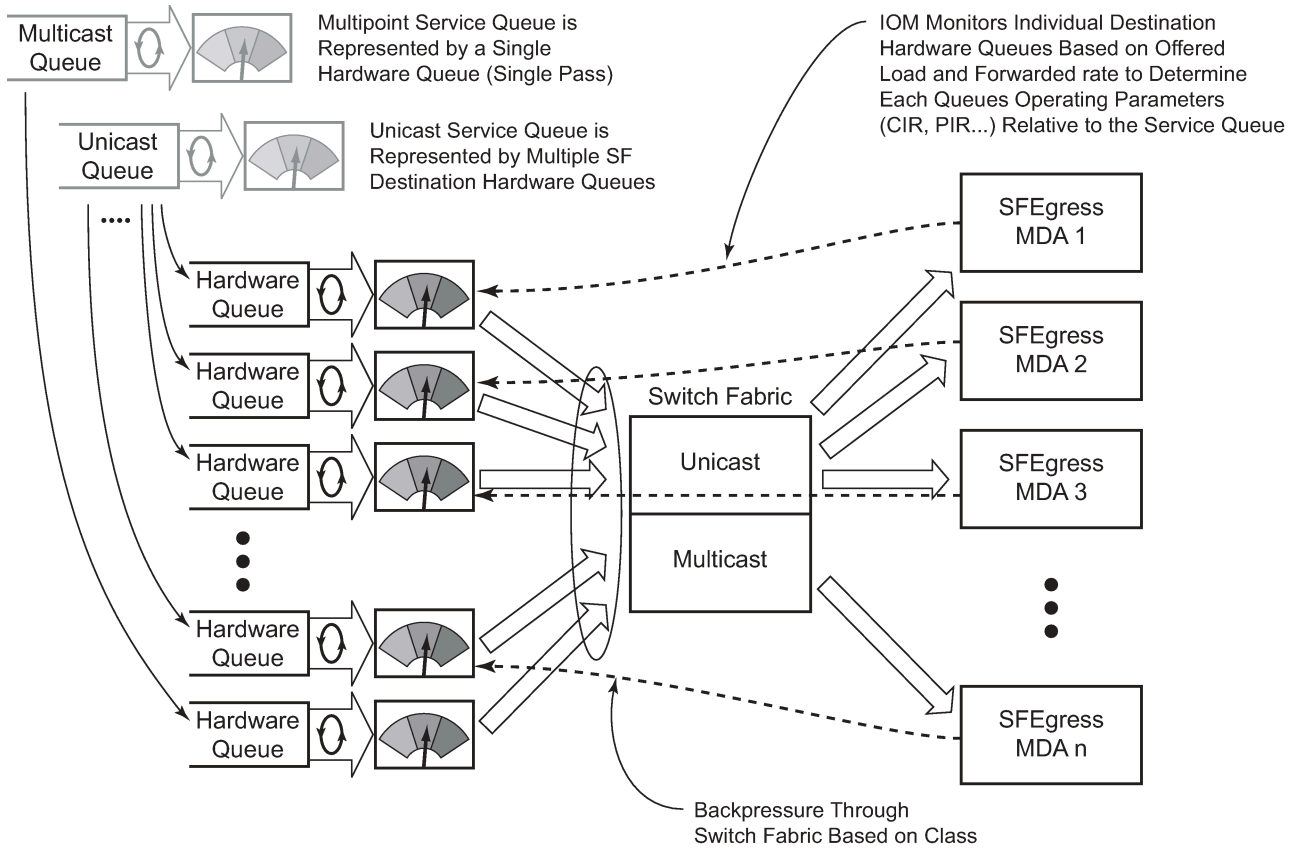 Multicast
Queue
Multipoint Service Queue is
Represented by a Single
Hardware Queue (Single Pass)
IOM Monitors Individual Destination
Hardware Queues Based on Offered
Load and Forwarded rate to Determine
Each Queues Operating Parameters
(CIR, PIR...) Relative to the Service Queue
Unicast
Queue
Unicast Service Queue is
Represented by Multiple SF
Destination Hardware Queues
....
SFEgress
MDA 1
Hardware
Queue
SFEgress
MDA 2
Hardware
Queue
Switch Fabric
Unicast
Multicast
Hardware
Queue
SFEgress
MDA 3
Hardware
Queue
Hardware
Queue
SFEgress
MDA n
Backpressure Through
Switch Fabric Based on Class